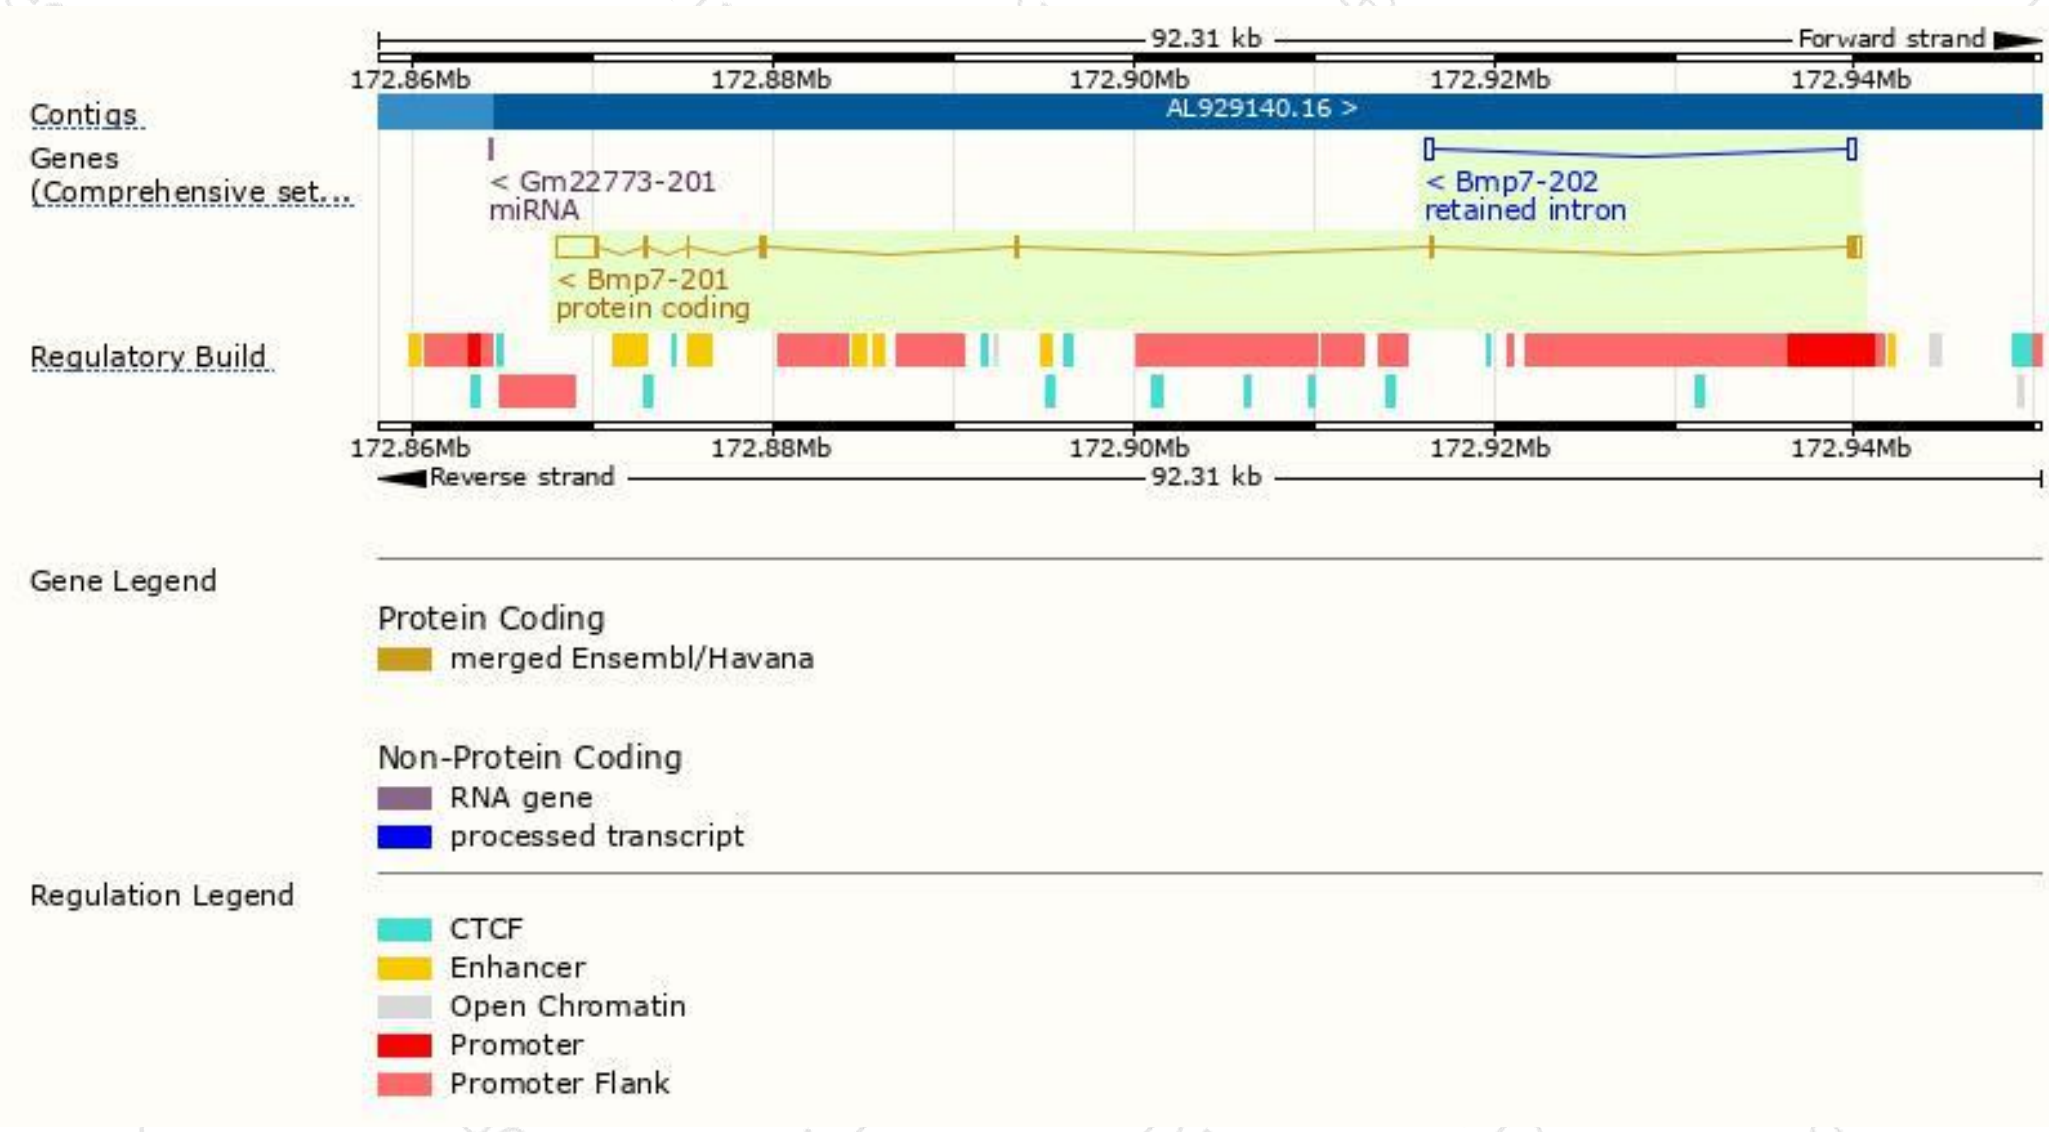 92.31 kb Forward strand
172.86Mb 172.88Mb 172.90Mb 172.92Mb 172.94Mb
Contigs AL929140.16 >
Genes
(Comprehensive set...
< Gm22773-201 < Bmp7-202
miRNA retained intron
< Bmp7-201
protein coding
Regulatory Build
172.86Mb 172.88Mb 172.90Mb 172.92Mb 172.94Mb
Reverse strand 92.31 kb
Gene Legend
Protein Coding
merged Ensembl/Havana
Non-Protein Coding
RNA gene
processed transcript
Regulation Legend
CTCF
Enhancer
Open Chromatin
Promoter
Promoter Flank